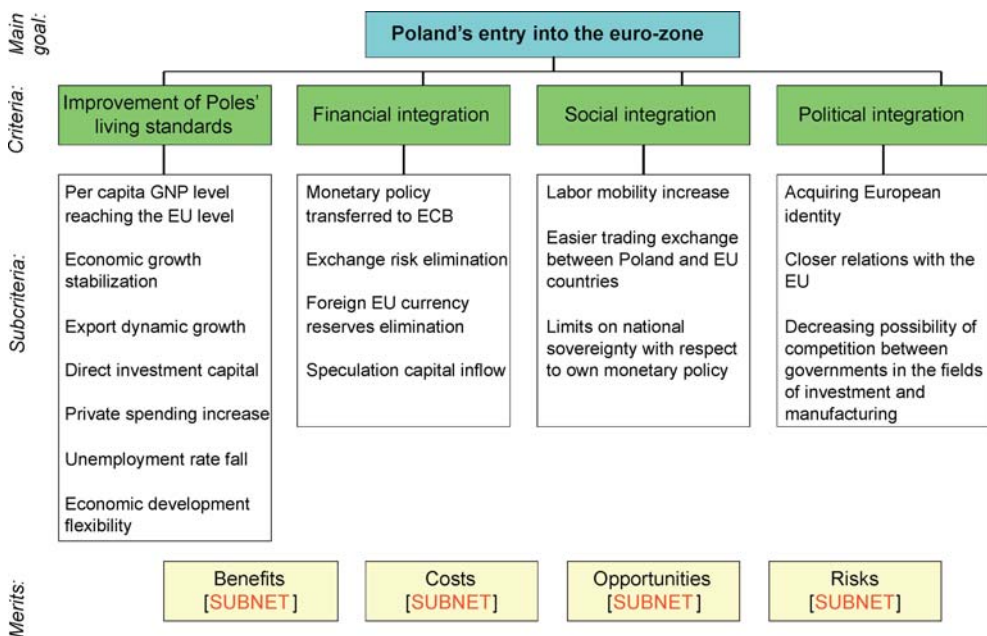 Main
goal:
Poland's entry into the euro-zone
Criteria:
Improvement of Poles'
living standards
Financial integration
Social integration
Political integration
Subcriteria:
Per capita GNP level
reaching the EU level
Economic growth
stabilization
Export dynamic growth
Direct investment capital
Private spending increase
Unemployment rate fall
Economic development
flexibility
Monetary policy
transferred to ECB
Exchange risk elimination
Foreign EU currency
reserves elimination
Speculation capital inflow
Labor mobility increase
Easier trading exchange
between Poland and EU
countries
Limits on national
sovereignty with respect
to own monetary policy
Acquiring European
identity
Closer relations with the
EU
Decreasing possibility of
competition between
governments in the fields
of investment and
manufacturing
Merits:
Benefits
[SUBNET]
Costs
[SUBNET]
Opportunities
[SUBNET]
Risks
[SUBNET]